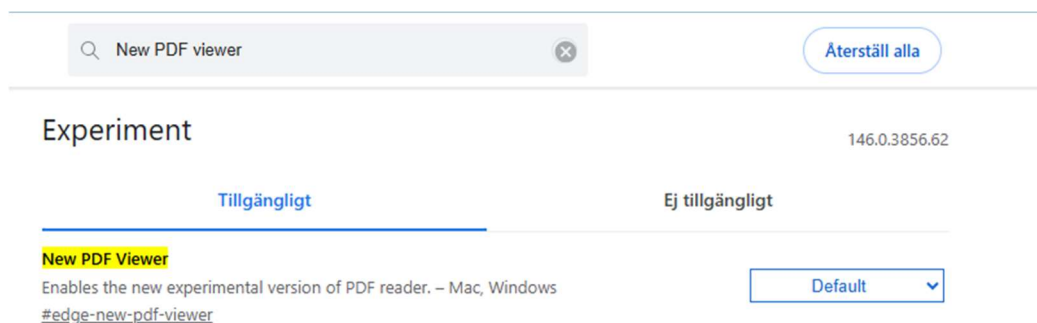 New PDF viewer
Återställ alla
Experiment
146.0.3856.62
Tillgängligt
Ej tillgängligt
New PDF Viewer
Enables the new experimental version of PDF reader. – Mac, Windows
Default
#edge-new-pdf-viewer